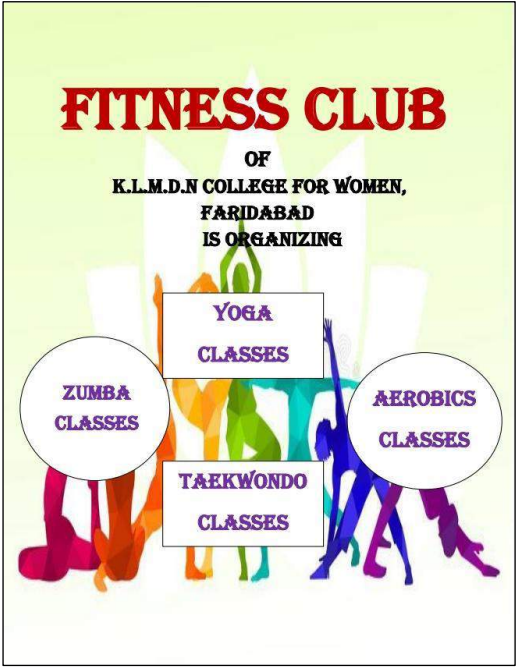 FITNESS CLUB
OF
K.L.M.D.N COLLEGE FOR WOMEN,
FARIDABAD
IS ORGANIZING
YOGA
CLASSES
ZUMBA
CLASSES
AEROBICS
CLASSES
TAEKWONDO
CLASSES